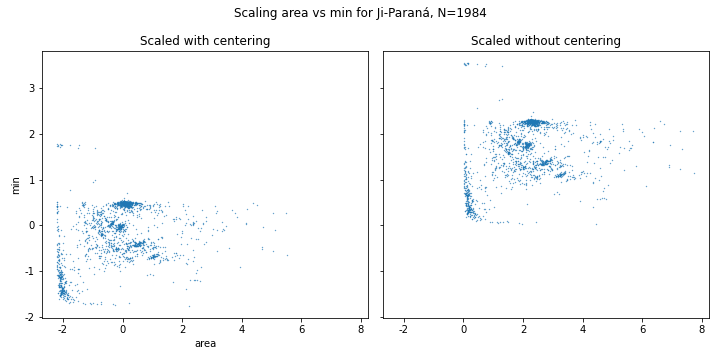 Scaling area vs min for Ji-Paraná, N=1984
Scaled with centering
Scaled without centering
3
2
1
0
-1
-2
min
-2 0 2 4 6 8
-2 0 2 4 6 8
area